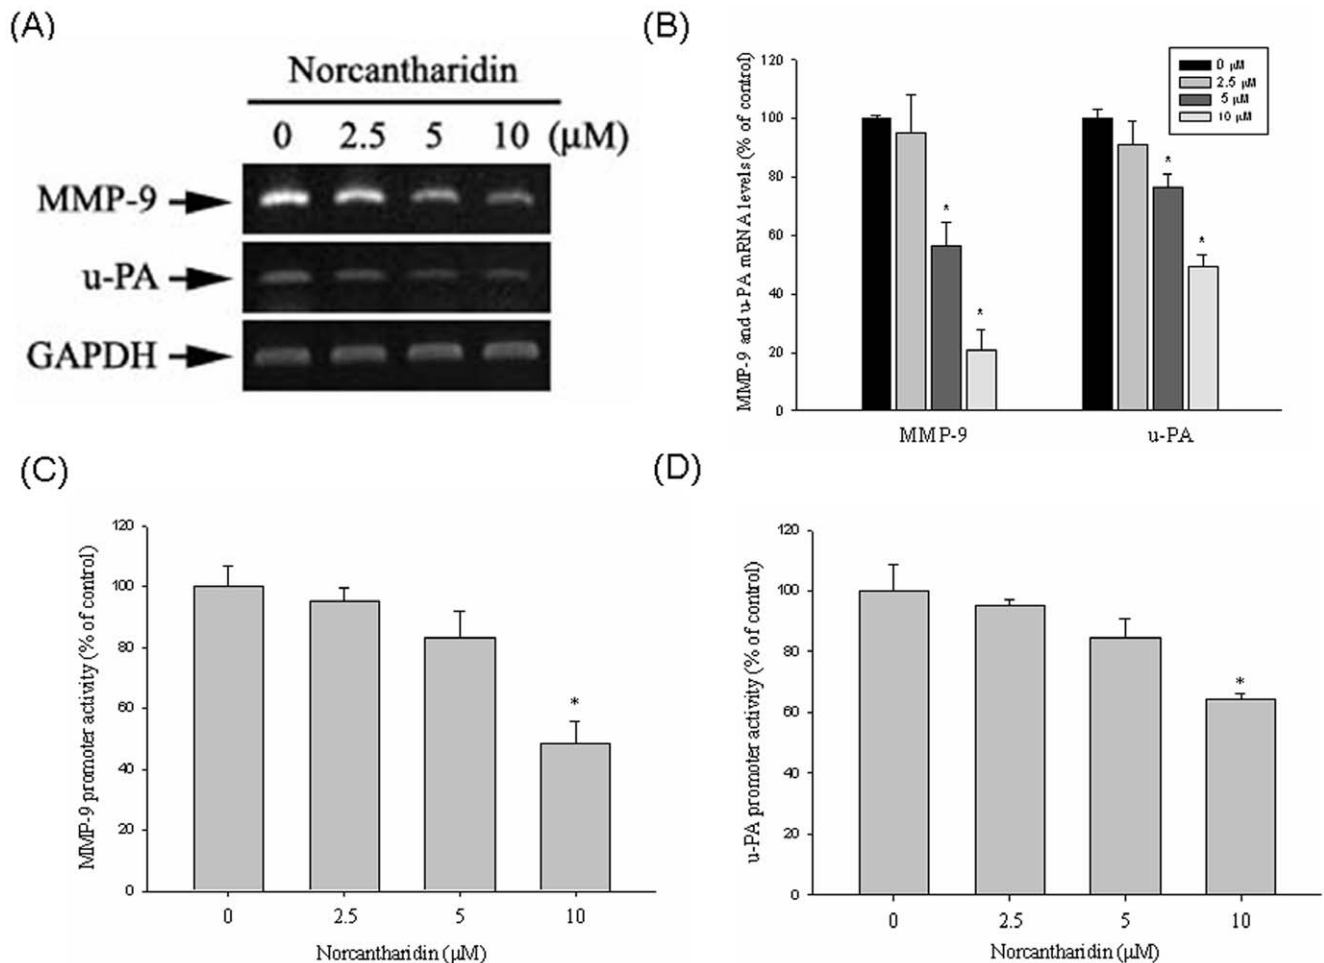 (A)
Norcantharidin
0 2.5 5 10 (μM)
MMP-9
u-PA
GAPDH
(B)
MMP-9 and u-PA mRNA levels (% of control)
120
100
80
60
40
20
0
0 μM
2.5 μM
5 μM
10 μM
* * * *
MMP-9 u-PA
(C)
MMP-9 promoter activity (% of control)
120
100
80
60
40
20
0
*
0 2.5 5 10
Norcantharidin (μM)
(D)
u-PA promoter activity (% of control)
120
100
80
60
40
20
0
*
0 2.5 5 10
Norcantharidin (μM)